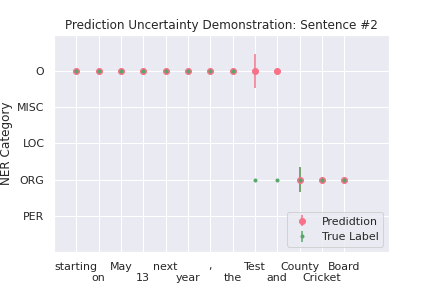 Prediction Uncertainty Demonstration: Sentence #2
NER Category
O
MISC
LOC
ORG
PER
Predidtion
True Label
starting May next , Test County Board
on 13 year the and Cricket